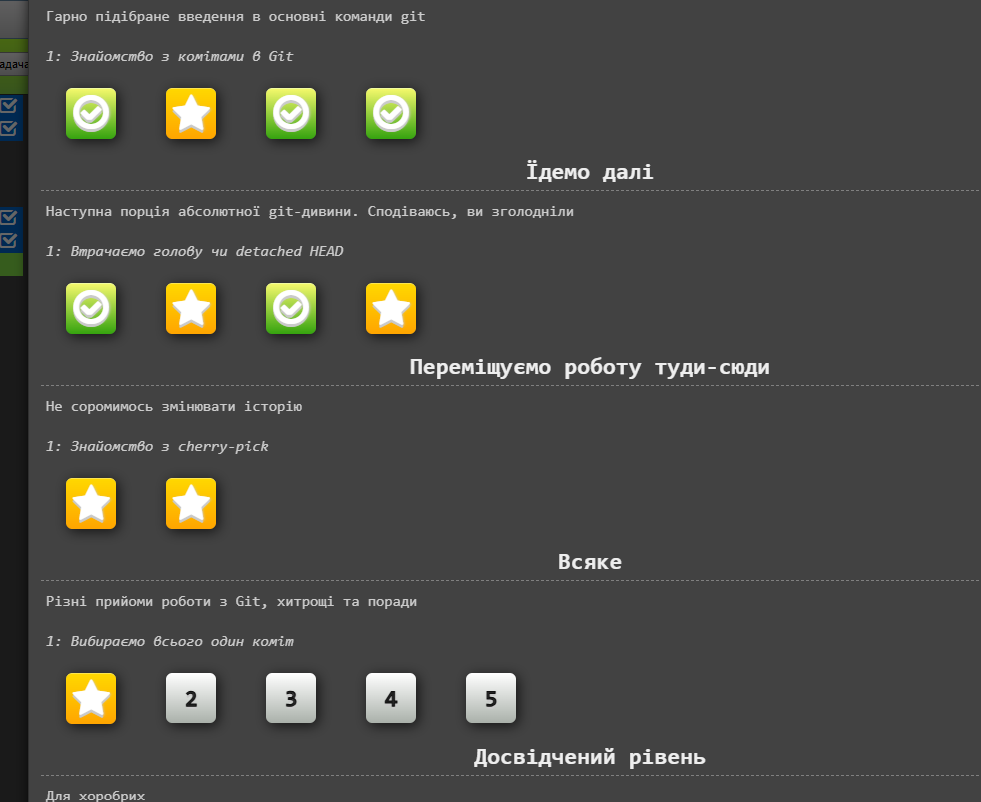 Гарно підібране введення в основні команди git
адача
1: Знайомство з комітами в Git
Їдемо далі
Наступна порція абсолютної git-дивини. Сподіваюсь, ви зголодніли
1: Втрачаємо голову чи detached HEAD
Переміщуємо роботу туди-сюди
Не соромимось змінювати історію
1: Знайомство з cherry-pick
Всяке
Різні прийоми роботи з Git, хитрощі та поради
1: Вибираємо всього один коміт
2 3 4 5
Досвідчений рівень
Для хоробрих